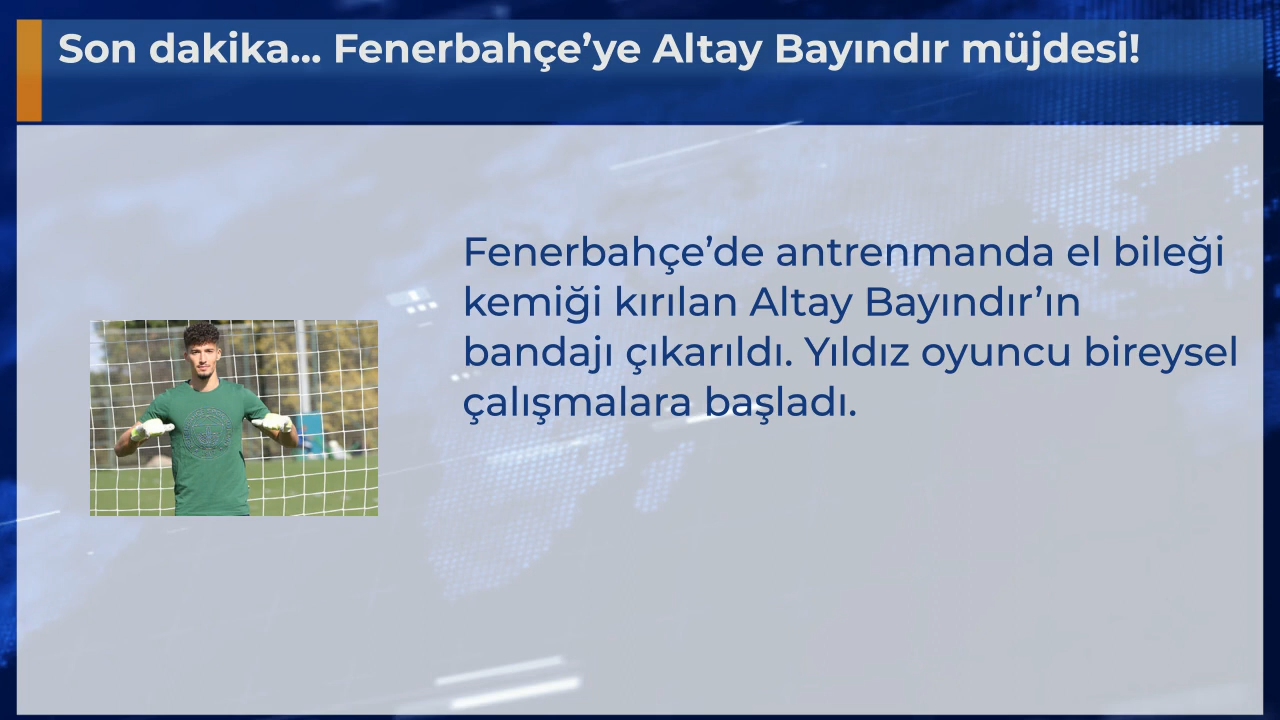 Son dakika... Fenerbahçe’ye Altay Bayındır müjdesi!
Fenerbahçe’de antrenmanda el bileği
kemiği kırılan Altay Bayındır’ın
bandajı çıkarıldı. Yıldız oyuncu bireysel
çalışmalara başladı.